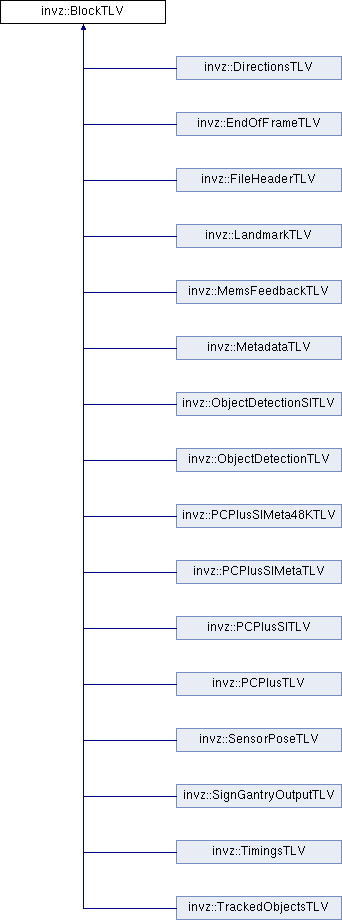 invz::BlockTLV
invz::DirectionsTLV
invz::EndOfFrameTLV
invz::FileHeaderTLV
invz::LandmarkTLV
invz::MemsFeedbackTLV
invz::MetadataTLV
invz::ObjectDetectionSITLV
invz::ObjectDetectionTLV
invz::PCPlusSIMeta48KTLV
invz::PCPlusSIMetaTLV
invz::PCPlusSITLV
invz::PCPlusTLV
invz::SensorPoseTLV
invz::SignGantryOutputTLV
invz::TimingsTLV
invz::TrackedObjectsTLV